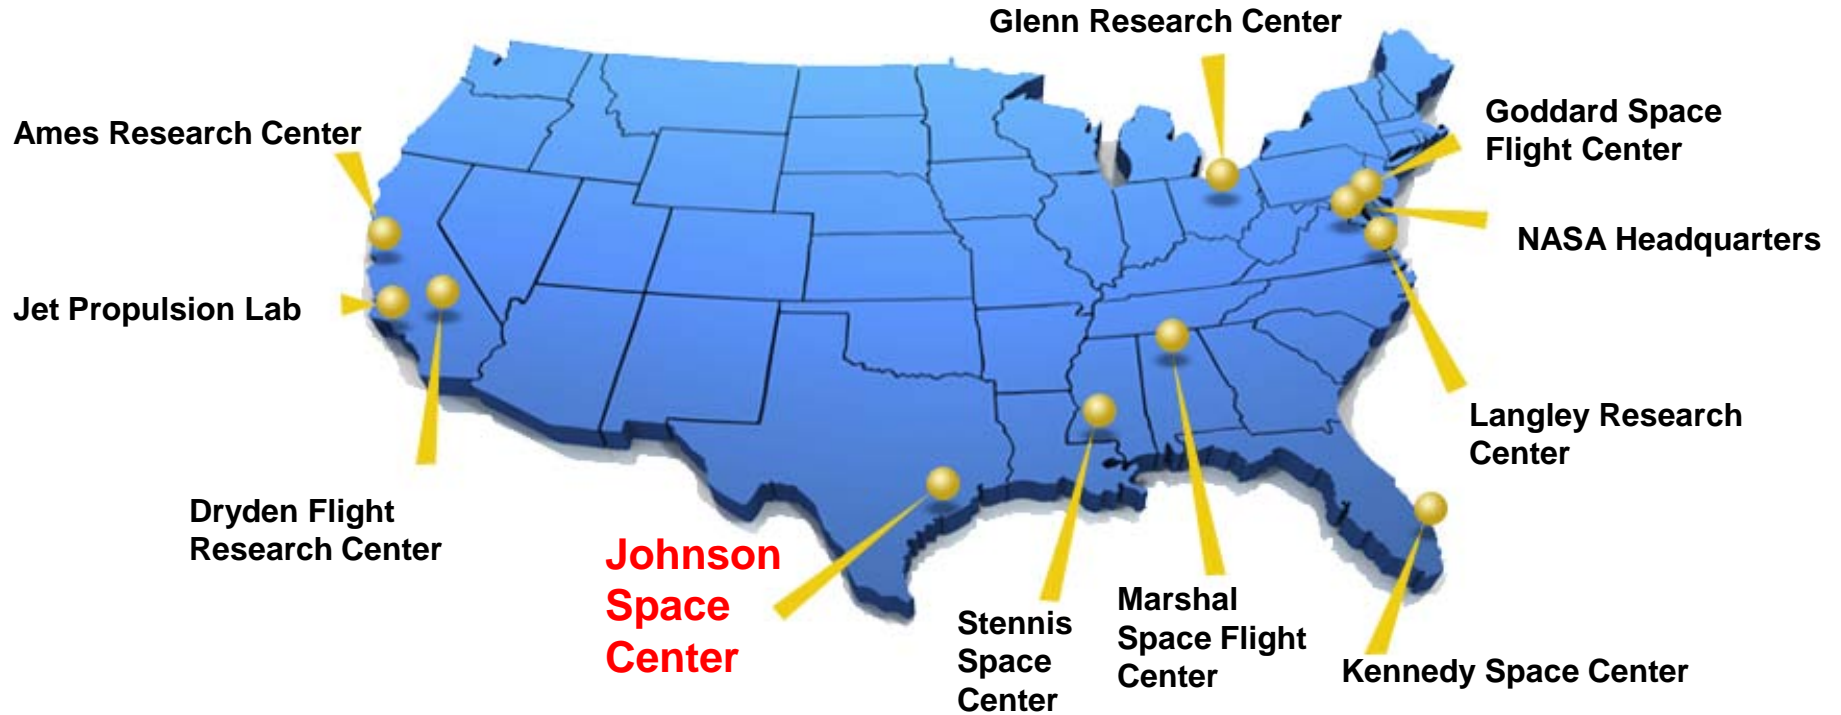 Glenn Research Center
Goddard Space
Flight Center
Ames Research Center
NASA Headquarters
Jet Propulsion Lab
Langley Research
Center
Dryden Flight
Research Center
Johnson
Space
Center
Stennis
Space
Center
Marshal
Space Flight
Center
Kennedy Space Center